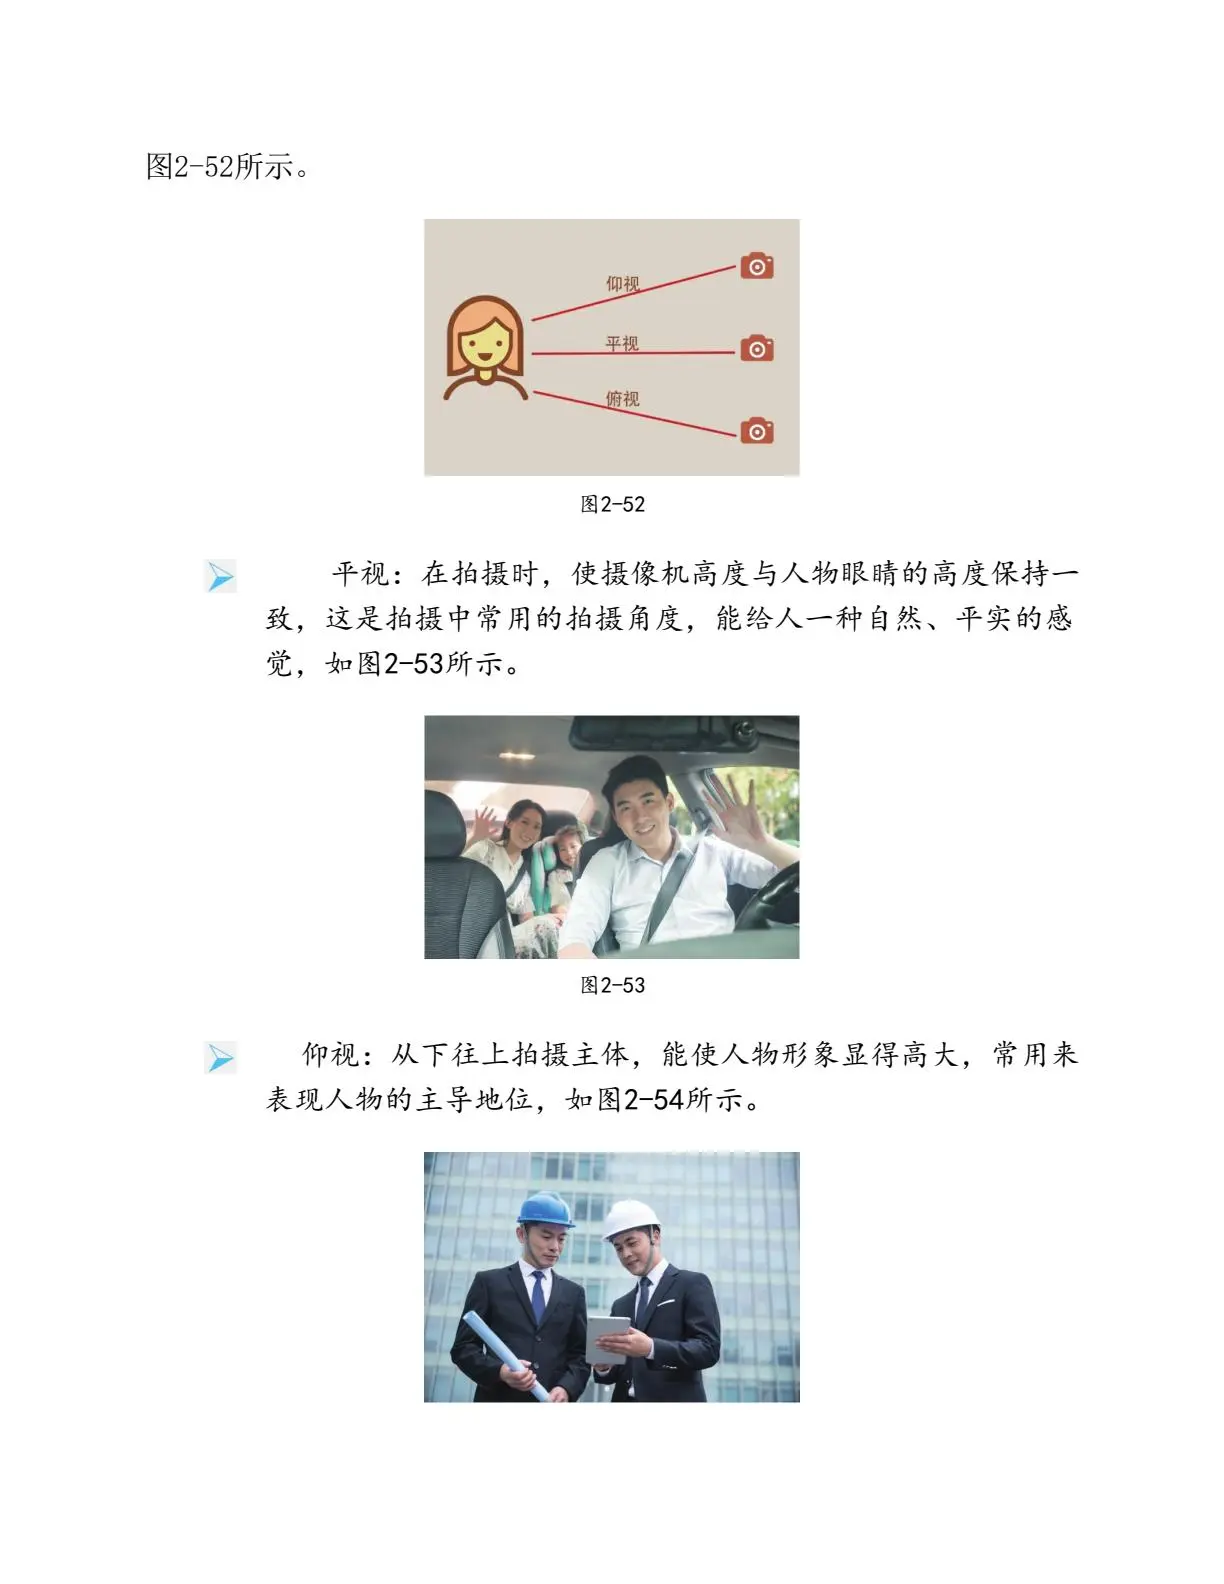 图2-52所示。
仰视
平视
俯视
图2-52
平视：在拍摄时，使摄像机高度与人物眼睛的高度保持一
致，这是拍摄中常用的拍摄角度，能给人一种自然、平实的感
觉，如图2-53所示。
图2-53
仰视：从下往上拍摄主体，能使人物形象显得高大，常用来
表现人物的主导地位，如图2-54所示。